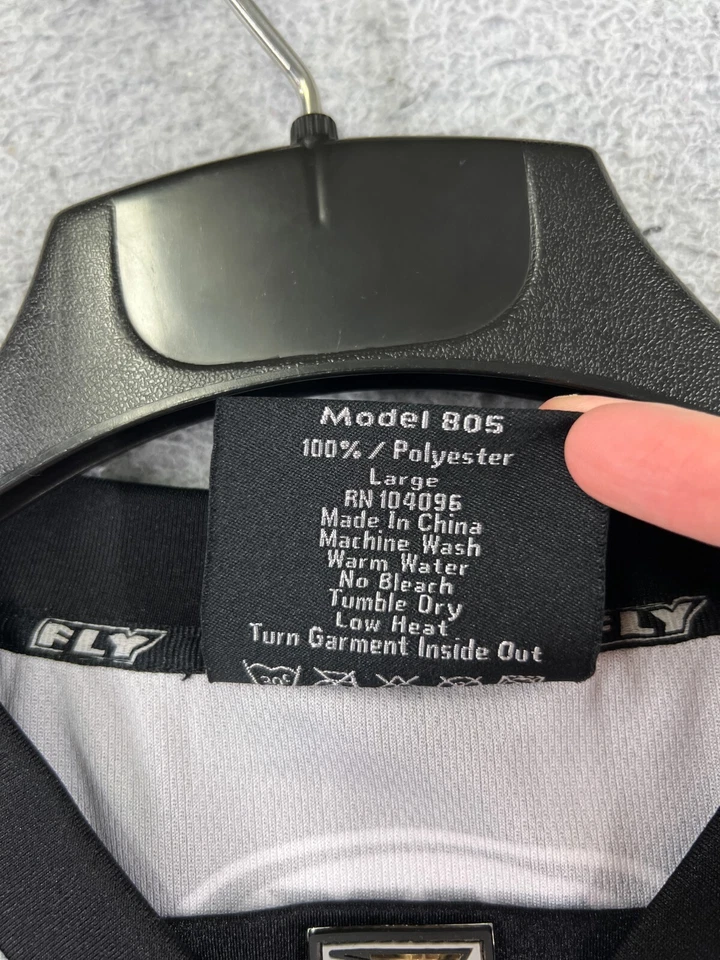 Model 805
100% / Polyester
Large
RN 104096
Made In China
Machine Wash
Warm Water
No Bleach
Tumble Dry
Low Heat
Turn Garment Inside Out
FLY
LY